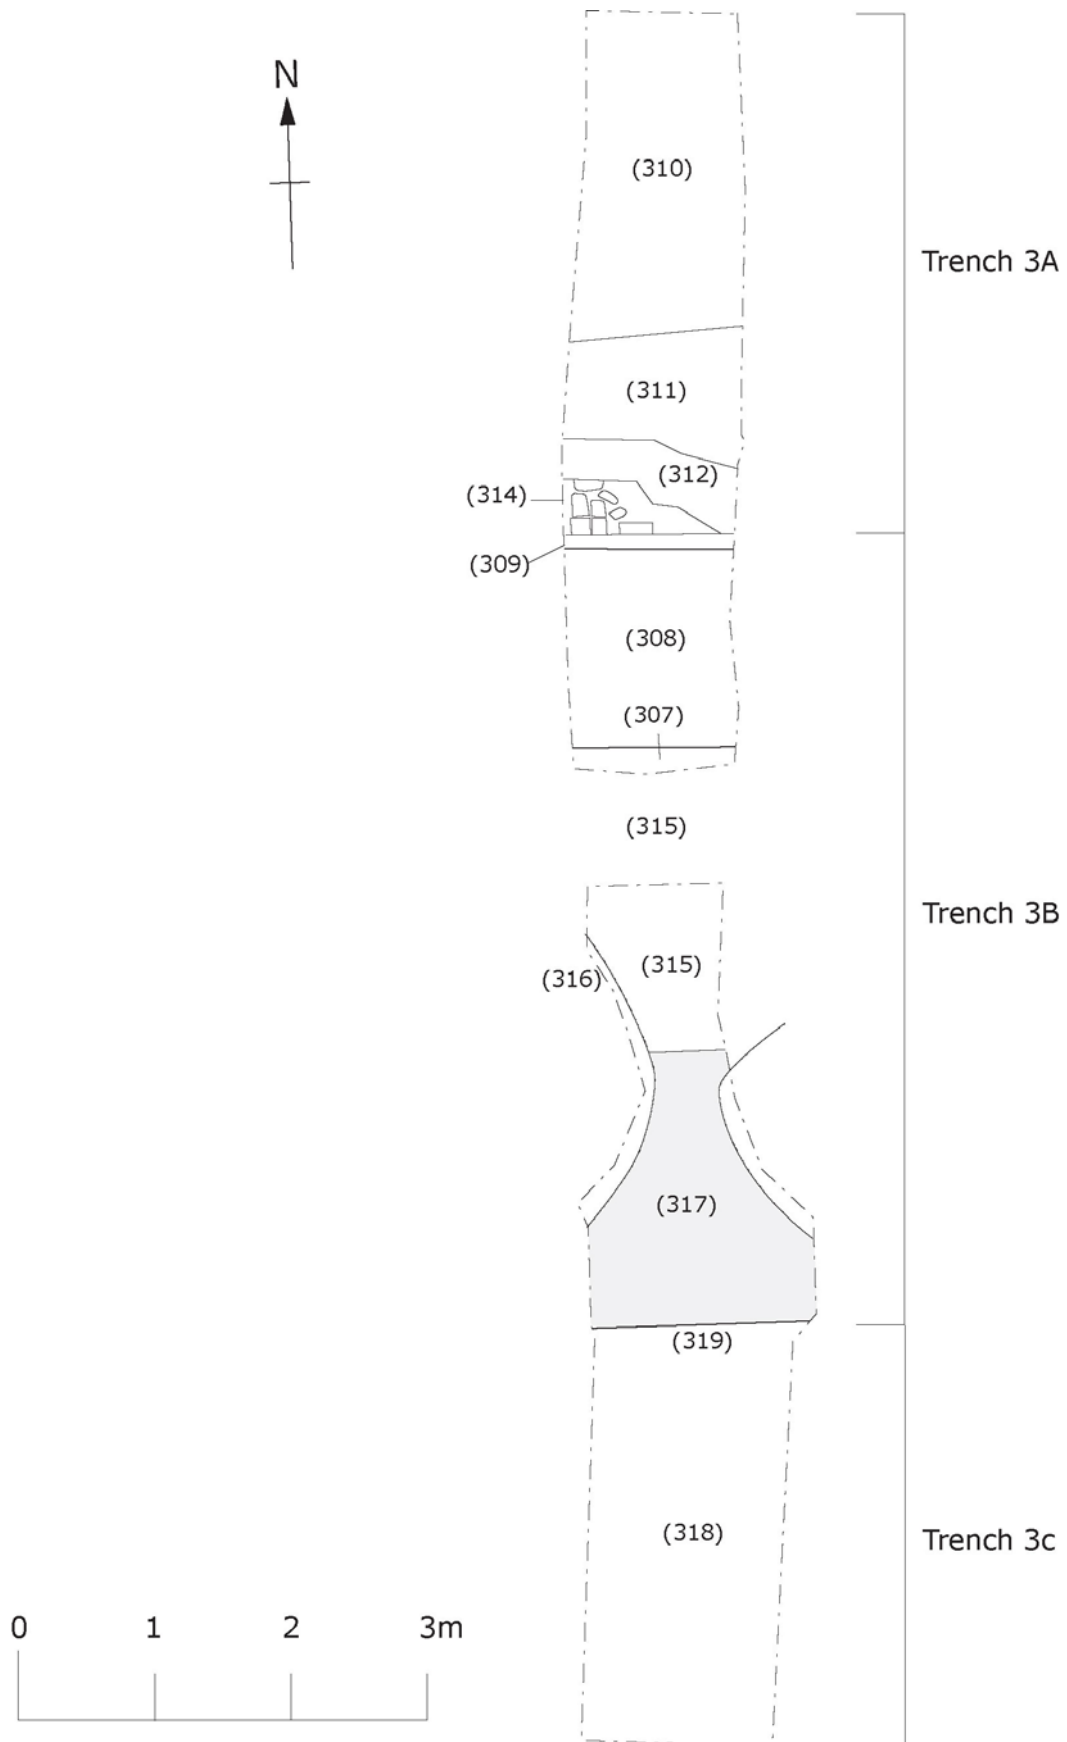 N
(310)
Trench 3A
(311)
(312)
(314)
(309)
(308)
(307)
(315)
Trench 3B
(315)
(316)
(317)
(319)
(318)
Trench 3c
0 1 2 3m